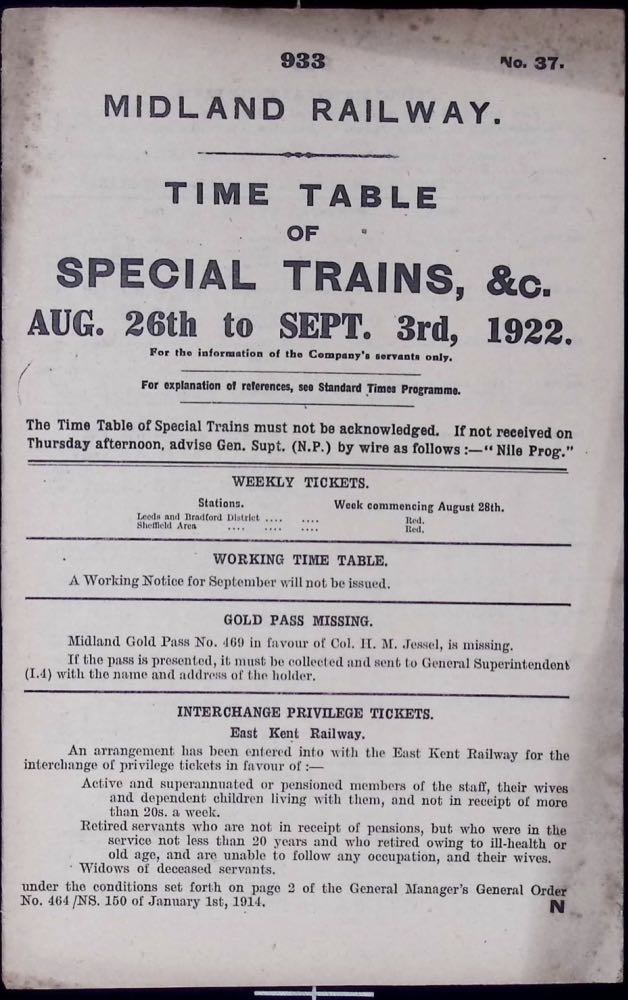 933
No. 37.
MIDLAND RAILWAY.
TIME TABLE
OF
SPECIAL TRAINS, &c.
AUG. 26th to SEPT. 3rd, 1922.
For the information of the Company's servants only.
For explanation of references, see Standard Times Programme.
The Time Table of Special Trains must not be acknowledged. If not received on
Thursday afternoon, advise Gen. Supt. (N.P.) by wire as follows:—"Nile Prog."
WEEKLY TICKETS.
Stations. Week commencing August 28th.
Leeds and Bradford District .... .... Red.
Sheffield Area .... .... .... Red.
WORKING TIME TABLE.
A Working Notice for September will not be issued.
GOLD PASS MISSING.
Midland Gold Pass No. 469 in favour of Col. H. M. Jessel, is missing.
If the pass is presented, it must be collected and sent to General Superintendent
(I.4) with the name and address of the holder.
INTERCHANGE PRIVILEGE TICKETS.
East Kent Railway.
An arrangement has been entered into with the East Kent Railway for the
interchange of privilege tickets in favour of:—
Active and superannuated or pensioned members of the staff, their wives
and dependent children living with them, and not in receipt of more
than 20s. a week.
Retired servants who are not in receipt of pensions, but who were in the
service not less than 20 years and who retired owing to ill-health or
old age, and are unable to follow any occupation, and their wives.
Widows of deceased servants.
under the conditions set forth on page 2 of the General Manager's General Order
No. 464/NS. 150 of January 1st, 1914.
N